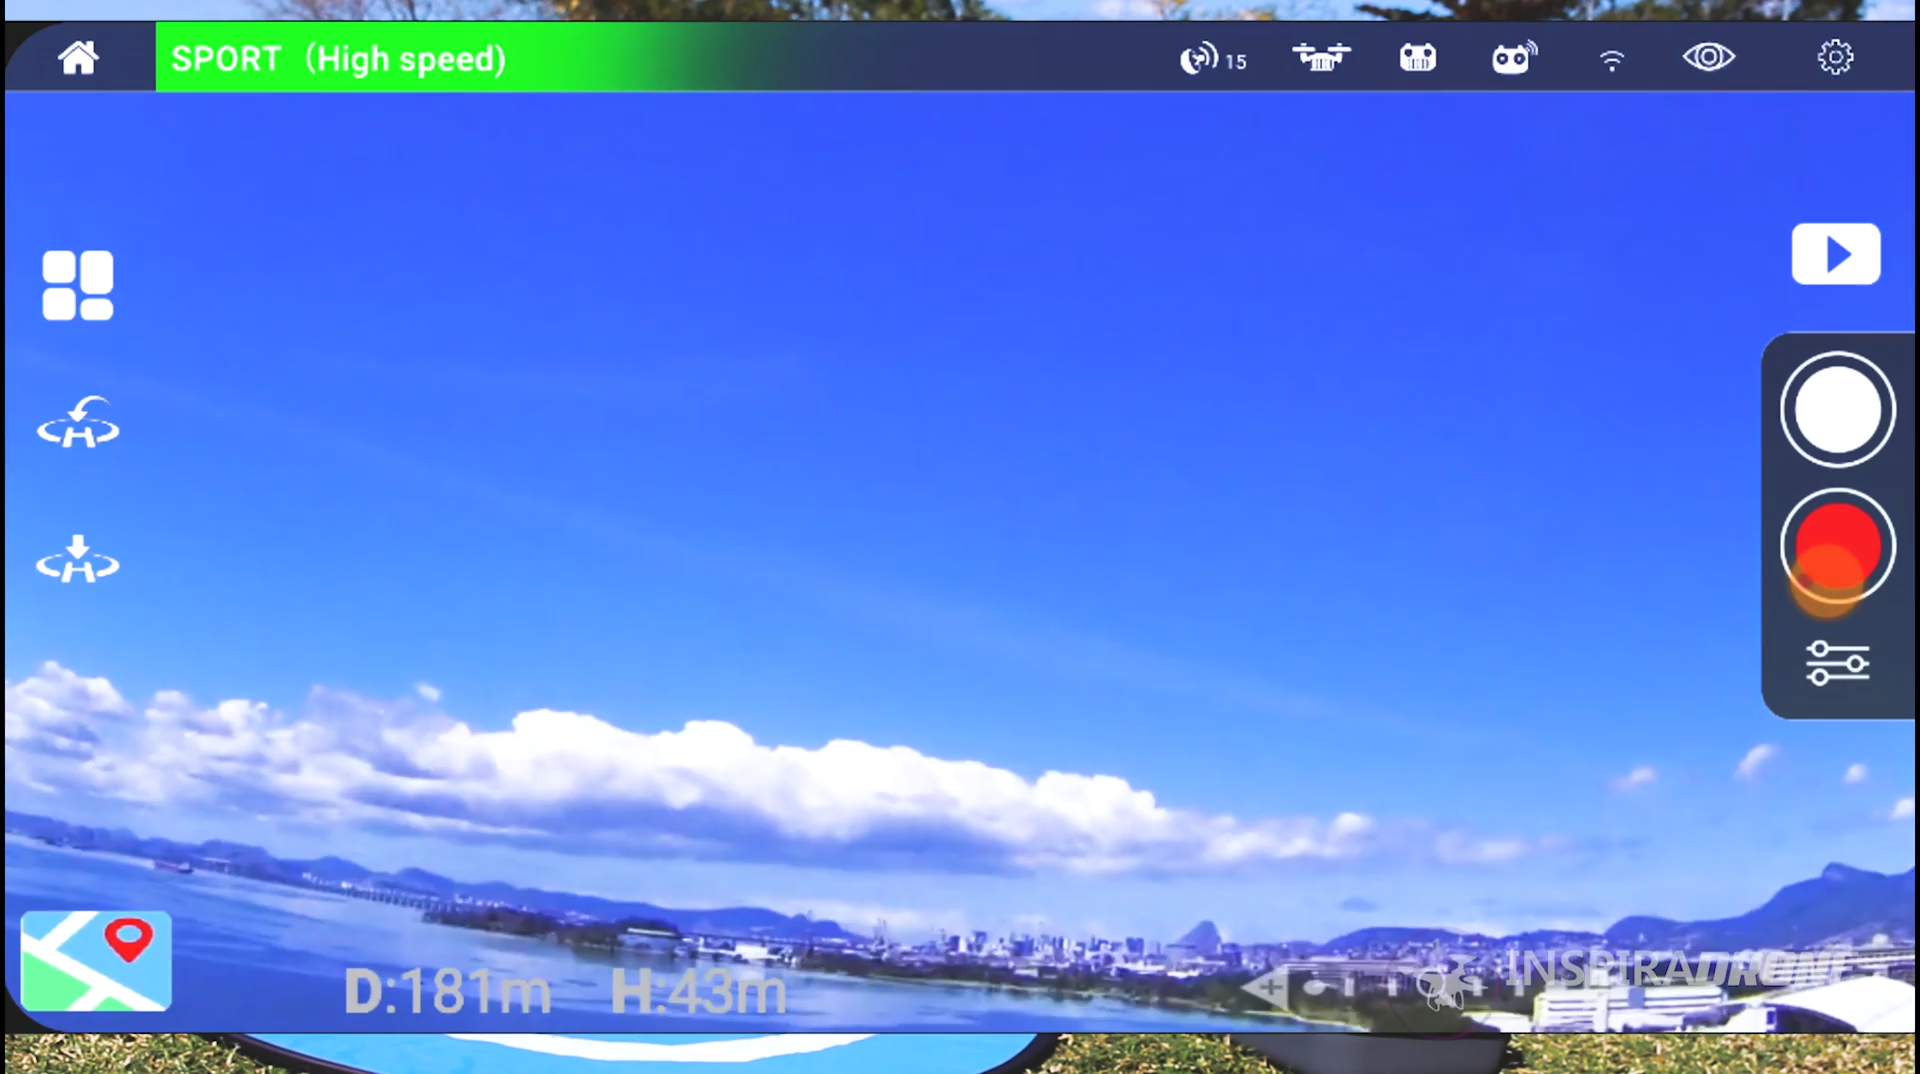 SPORT (High speed)
15
H
H
D:181m H:43m
INSPIRADRONE